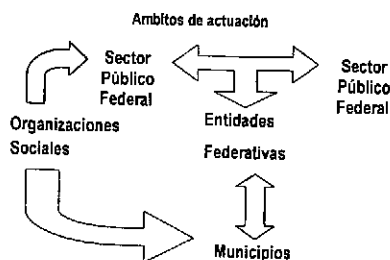 Ambitos de actuación
Sector
Público
Federal
Sector
Público
Federal
Organizaciones
Sociales
Entidades
Federativas
Municipios